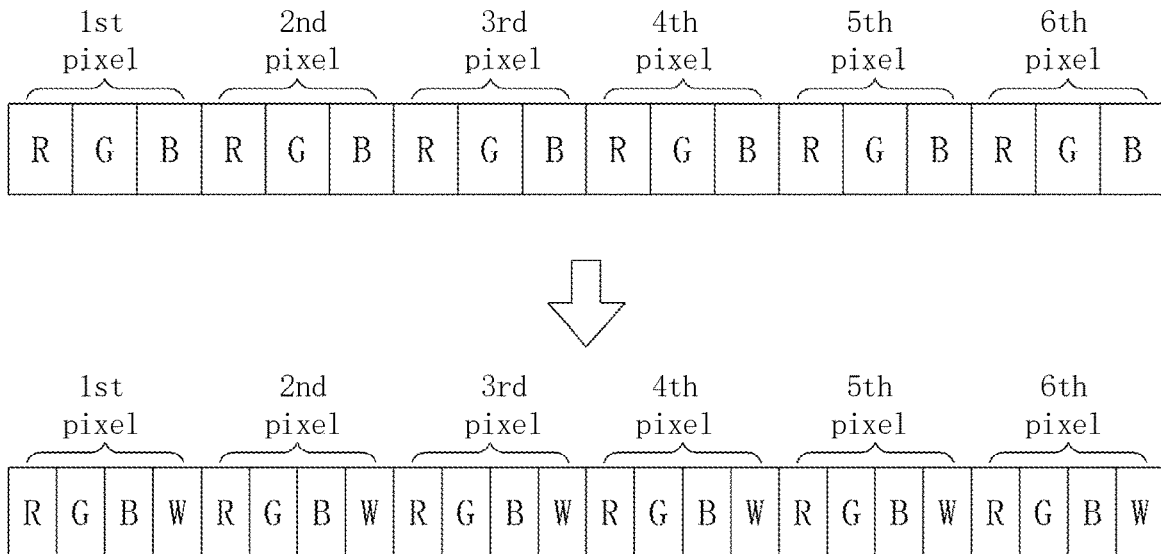 1st 2nd 3rd 4th 5th 6th
pixel pixel pixel pixel pixel pixel
R G B R G B R G B R G B R G B R G B
1st 2nd 3rd 4th 5th 6th
pixel pixel pixel pixel pixel pixel
R G B W R G B W R G B W R G B W R G B W R G B W